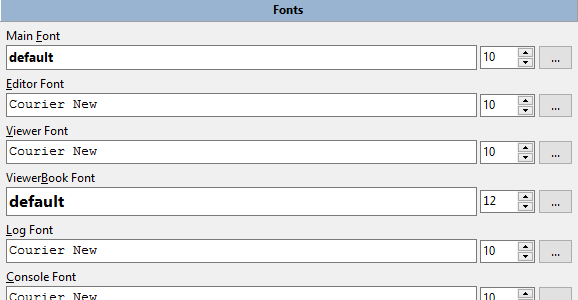 Fonts
Main Font
default 10 ...
Editor Font
Courier New 10 ...
Viewer Font
Courier New 10 ...
ViewerBook Font
default 12 ...
Log Font
Courier New 10 ...
Console Font
Courier New 10 ...